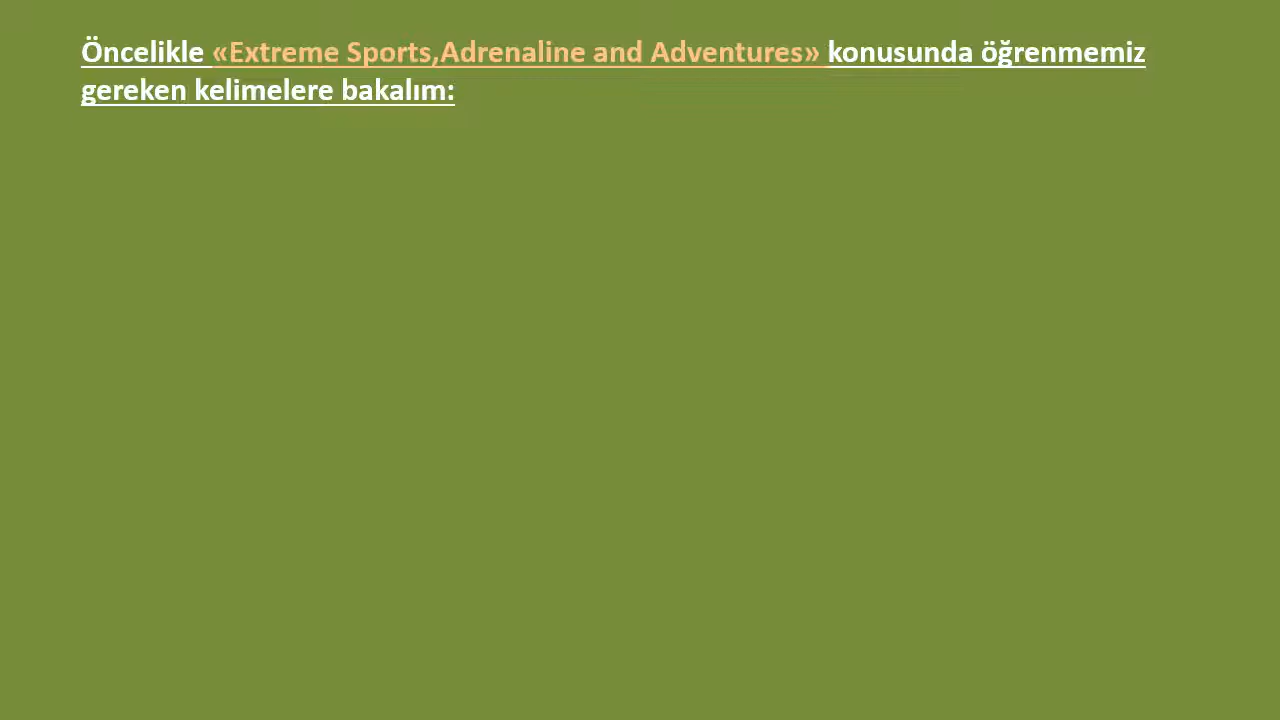 Öncelikle «Extreme Sports,Adrenaline and Adventures» konusunda öğrenmemiz
gereken kelimelere bakalım: